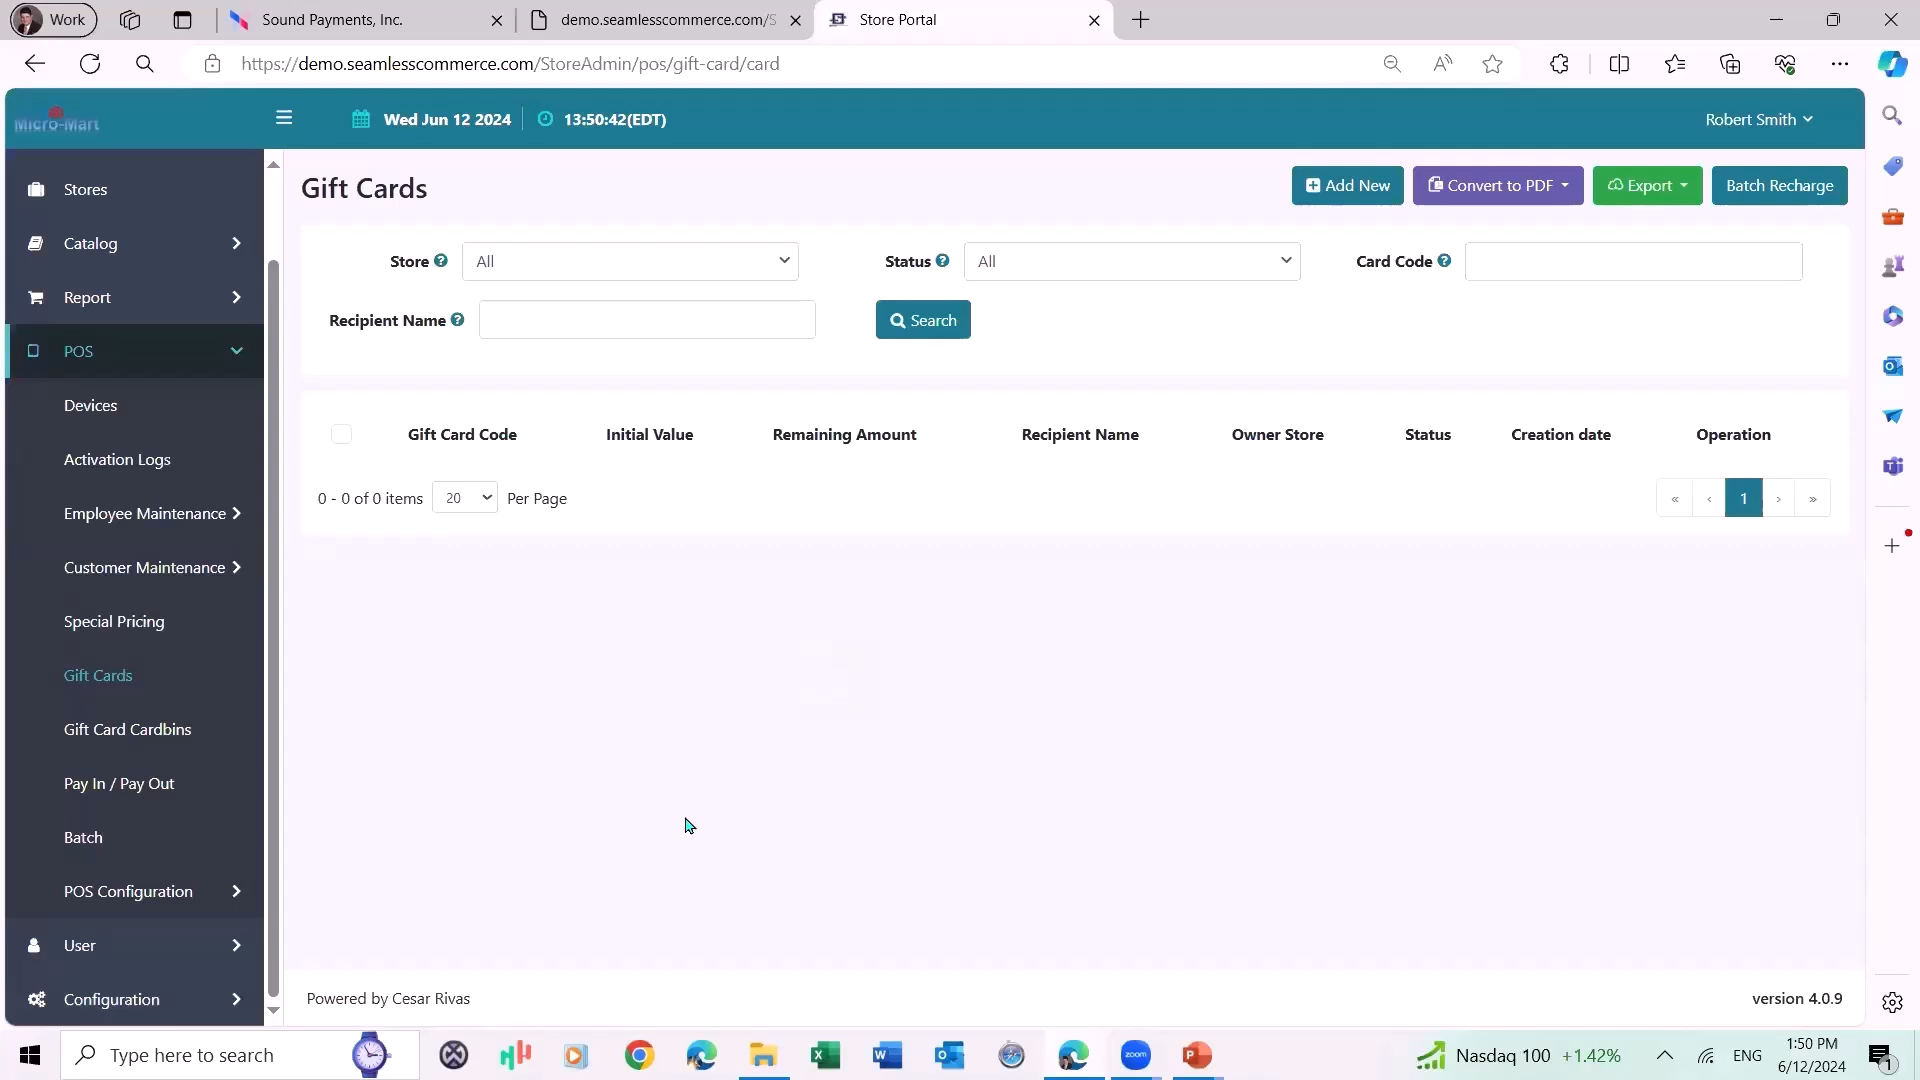 Work
Sound Payments, Inc.
demo.seamlesscommerce.com/S
Store Portal
https://demo.seamlesscommerce.com/StoreAdmin/pos/gift-card/card
Micro-Mart
Wed Jun 12 2024
13:50:42(EDT)
Robert Smith
Stores
Catalog
Report
POS
Devices
Activation Logs
Employee Maintenance
Customer Maintenance
Special Pricing
Gift Cards
Gift Card Cardbins
Pay In / Pay Out
Batch
POS Configuration
User
Configuration
Gift Cards
Add New
Convert to PDF
Export
Batch Recharge
Store ? All
Status ? All
Card Code ?
Recipient Name ?
Search
Gift Card Code Initial Value Remaining Amount Recipient Name Owner Store Status Creation date Operation
0 - 0 of 0 items 20 Per Page
« ‹ 1 › »
Powered by Cesar Rivas
version 4.0.9
Type here to search
zoom
Nasdaq 100 +1.42%
ENG
1:50 PM
6/12/2024
1